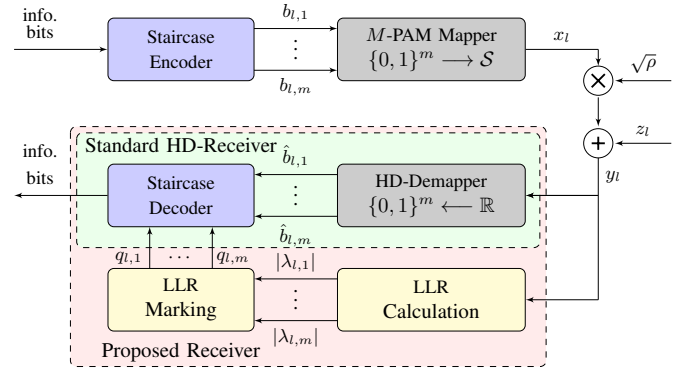 info.
bits
Staircase
Encoder
b_{l,1}
⋮
b_{l,m}
M-PAM Mapper
{0, 1}^m ⟶ S
x_l
×
√ρ
+
z_l
y_l
info.
bits
Standard HD-Receiver
Staircase
Decoder
b̂_{l,1}
⋮
b̂_{l,m}
HD-Demapper
{0, 1}^m ⟵ ℝ
q_{l,1} ⋯ q_{l,m}
LLR
Marking
|λ_{l,1}|
⋮
|λ_{l,m}|
LLR
Calculation
Proposed Receiver